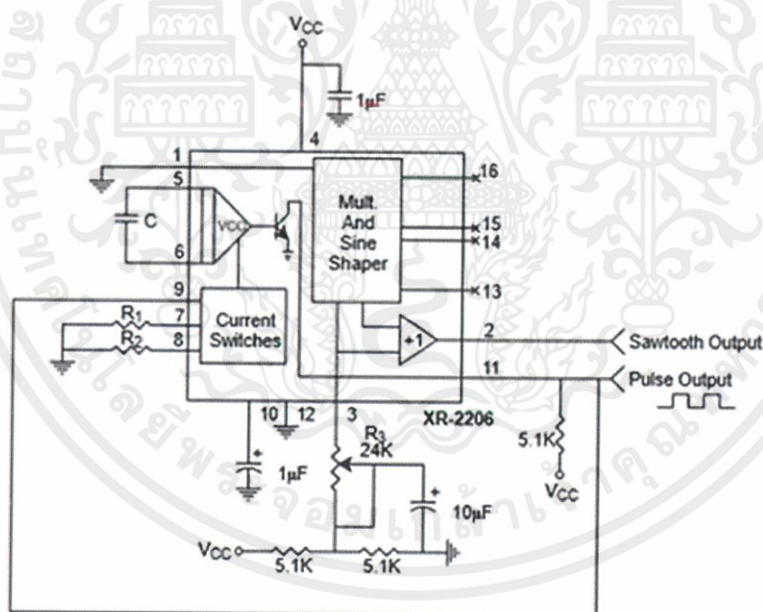 VCC
1µF
4
1
5
C
6
9
R1
7
R2
8
VCO
Current
Switches
Mult.
And
Sine
Shaper
16
15
14
13
+1
2
Sawtooth Output
11
Pulse Output
10
12
3
XR-2206
R3
24K
1µF
10µF
5.1K
VCC
VCC
5.1K
5.1K